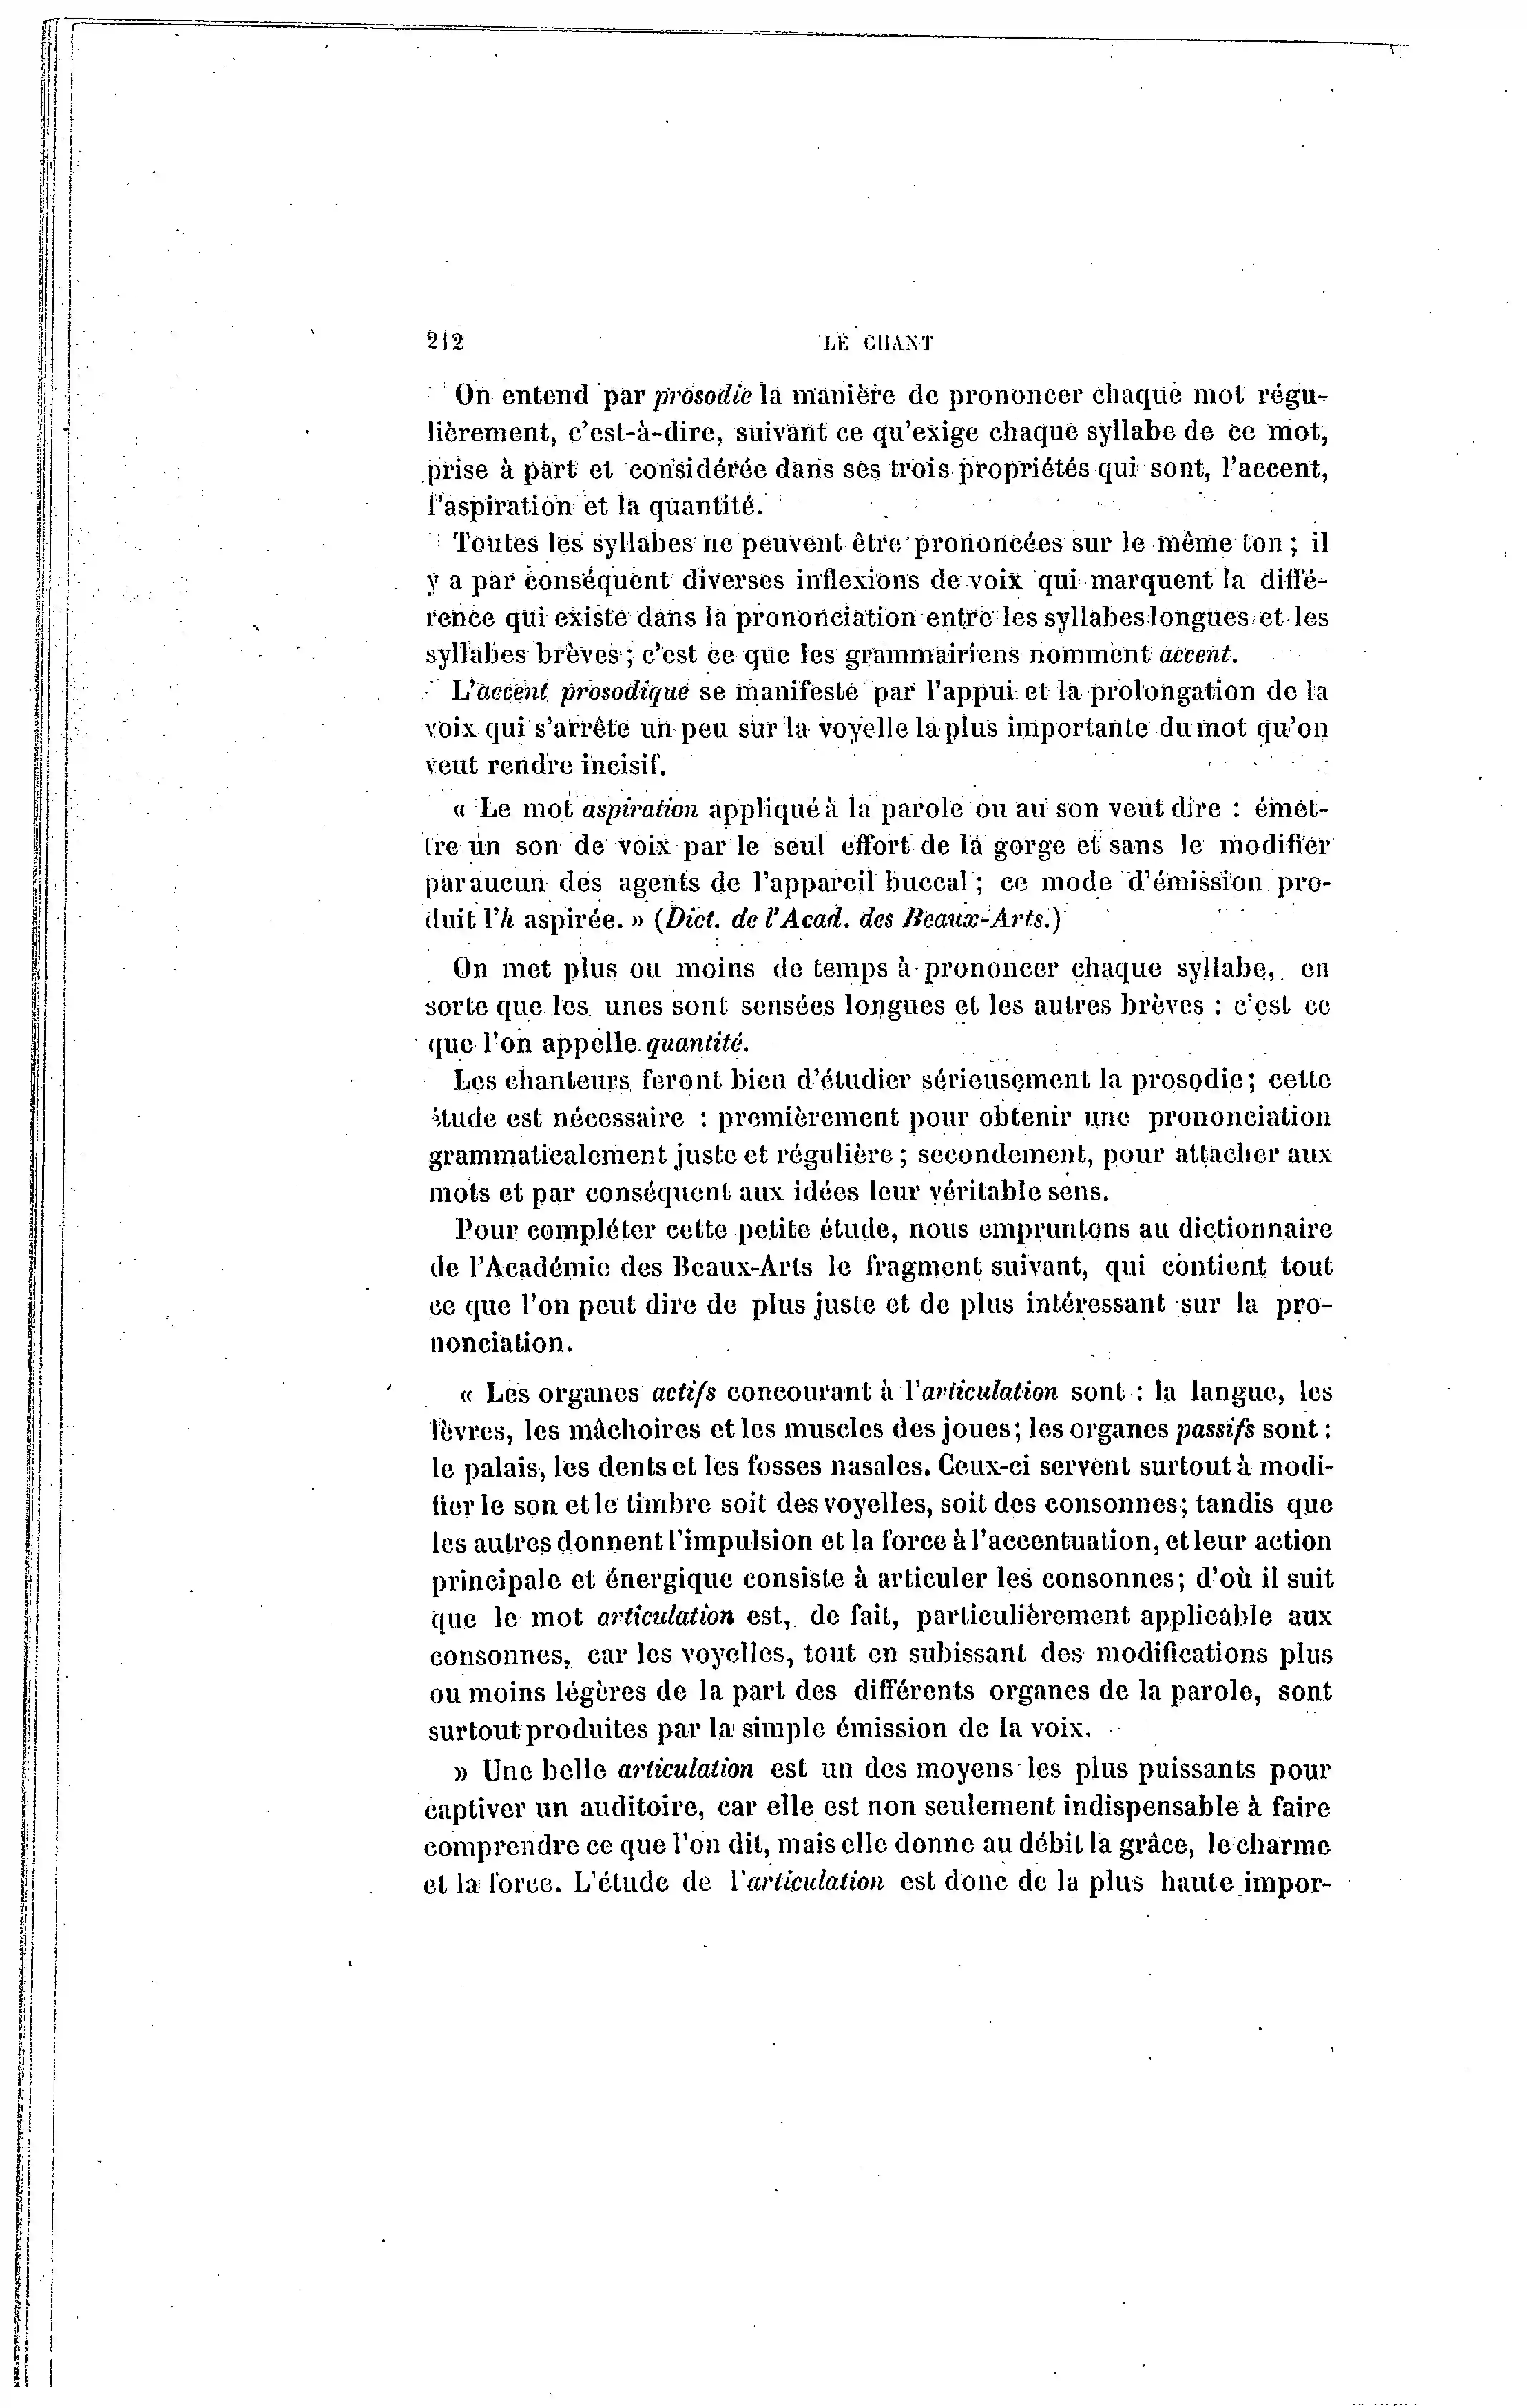 212 LE CHANT
On entend par prosodie la manière de prononcer chaque mot régu-
lièrement, c'est-à-dire, suivant ce qu'exige chaque syllabe de ce mot,
prise à part et considérée dans ses trois propriétés qui sont, l'accent,
l'aspiration et la quantité.
Toutes les syllabes ne peuvent être prononcées sur le même ton ; il
y a par conséquent diverses inflexions de voix qui marquent la diffé-
rence qui existe dans la prononciation entre les syllabes longues et les
syllabes brèves ; c'est ce que les grammairiens nomment accent.
L'accent prosodique se manifeste par l'appui et la prolongation de la
voix qui s'arrête un peu sur la voyelle la plus importante du mot qu'on
veut rendre incisif.
« Le mot aspiration appliqué à la parole ou au son veut dire : émet-
tre un son de voix par le seul effort de la gorge et sans le modifier
par aucun des agents de l'appareil buccal ; ce mode d'émission pro-
duit l'h aspirée. » (Dict. de l'Acad. des Beaux-Arts.)
On met plus ou moins de temps à prononcer chaque syllabe, en
sorte que les unes sont sensées longues et les autres brèves : c'est ce
que l'on appelle quantité.
Les chanteurs feront bien d'étudier sérieusement la prosodie ; cette
étude est nécessaire : premièrement pour obtenir une prononciation
grammaticalement juste et régulière ; secondement, pour attacher aux
mots et par conséquent aux idées leur véritable sens.
Pour compléter cette petite étude, nous empruntons au dictionnaire
de l'Académie des Beaux-Arts le fragment suivant, qui contient tout
ce que l'on peut dire de plus juste et de plus intéressant sur la pro-
nonciation.
« Les organes actifs concourant à l'articulation sont : la langue, les
lèvres, les mâchoires et les muscles des joues ; les organes passifs sont :
le palais, les dents et les fosses nasales. Ceux-ci servent surtout à modi-
fier le son et le timbre soit des voyelles, soit des consonnes ; tandis que
les autres donnent l'impulsion et la force à l'accentuation, et leur action
principale et énergique consiste à articuler les consonnes ; d'où il suit
que le mot articulation est, de fait, particulièrement applicable aux
consonnes, car les voyelles, tout en subissant des modifications plus
ou moins légères de la part des différents organes de la parole, sont
surtout produites par la simple émission de la voix.
» Une belle articulation est un des moyens les plus puissants pour
captiver un auditoire, car elle est non seulement indispensable à faire
comprendre ce que l'on dit, mais elle donne au débit la grâce, le charme
et la force. L'étude de l'articulation est donc de la plus haute impor-